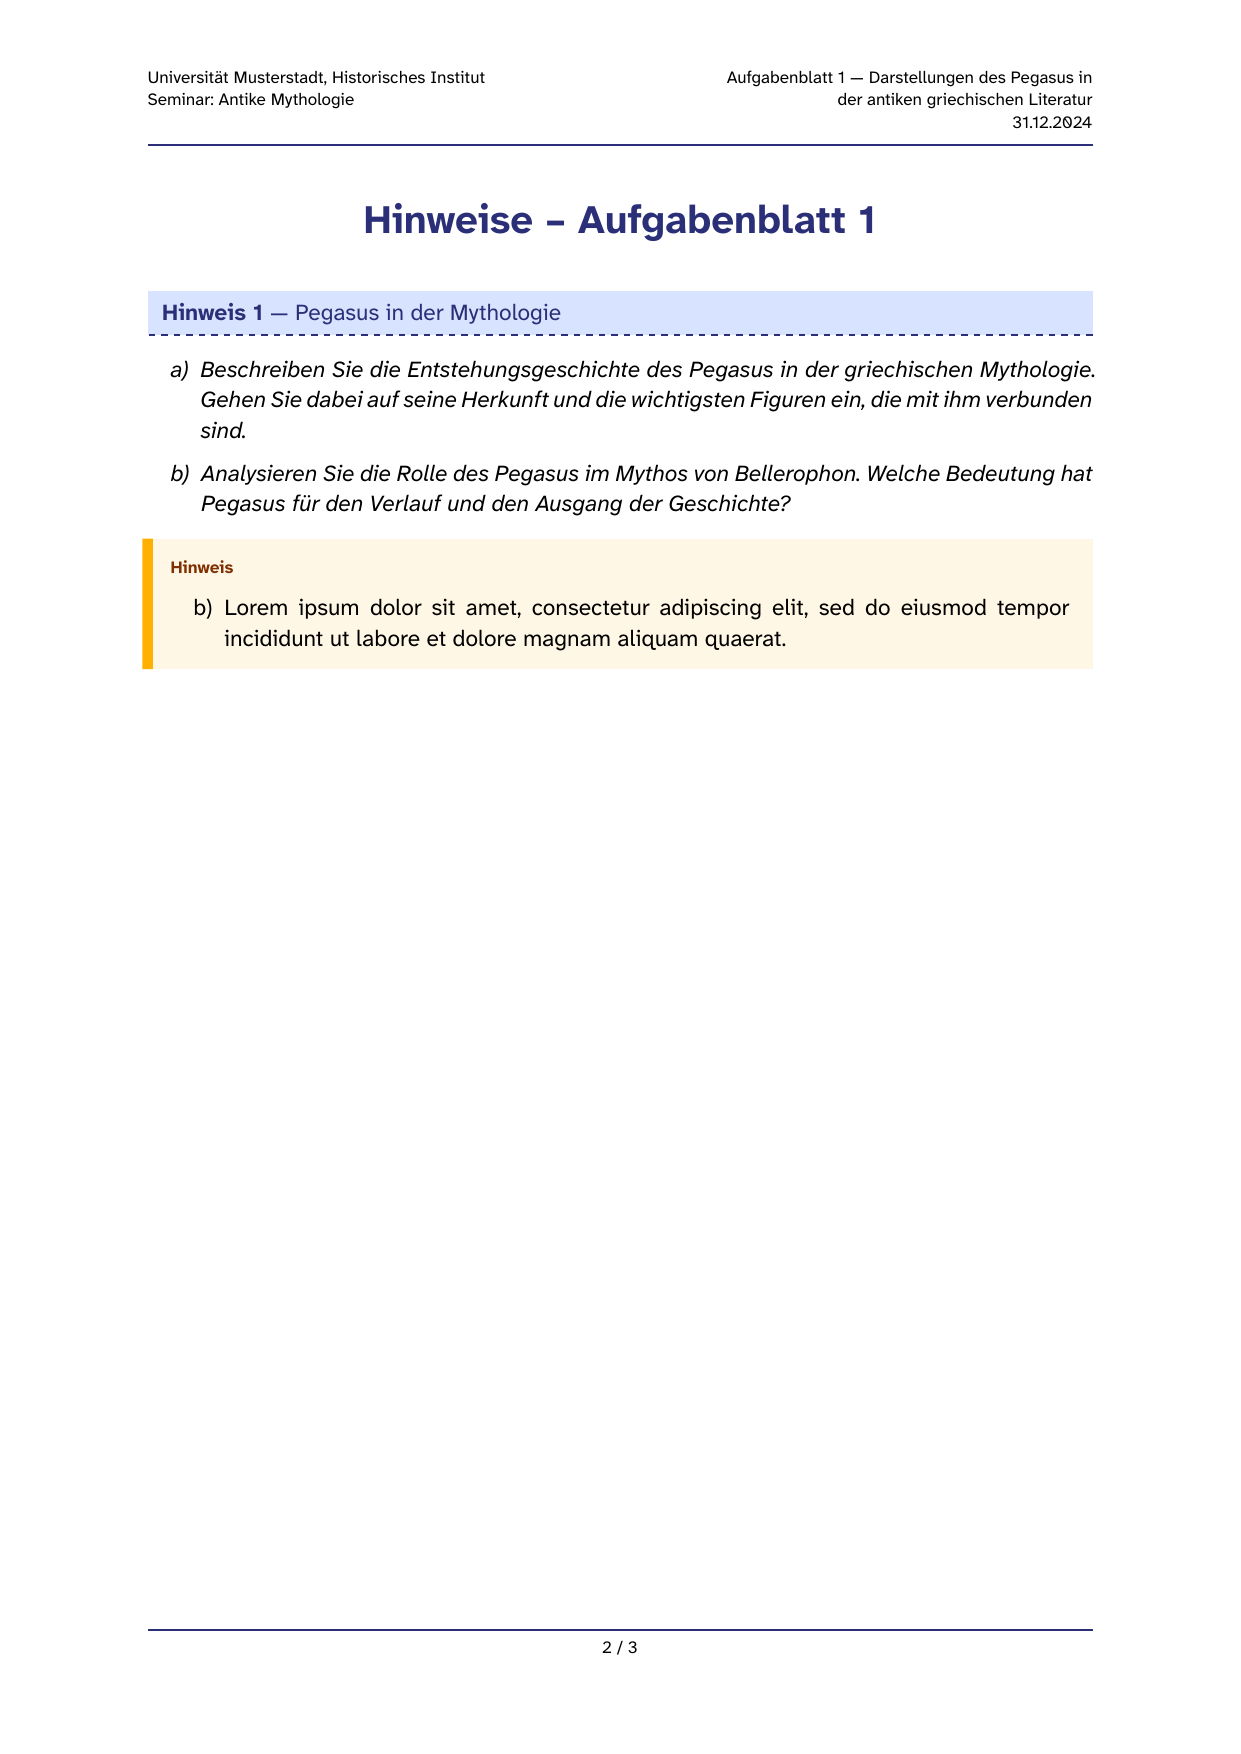 Universität Musterstadt, Historisches Institut
Seminar: Antike Mythologie
Aufgabenblatt 1 — Darstellungen des Pegasus in
der antiken griechischen Literatur
31.12.2024
Hinweise – Aufgabenblatt 1
Hinweis 1 — Pegasus in der Mythologie
a) Beschreiben Sie die Entstehungsgeschichte des Pegasus in der griechischen Mythologie.
Gehen Sie dabei auf seine Herkunft und die wichtigsten Figuren ein, die mit ihm verbunden
sind.
b) Analysieren Sie die Rolle des Pegasus im Mythos von Bellerophon. Welche Bedeutung hat
Pegasus für den Verlauf und den Ausgang der Geschichte?
Hinweis
b) Lorem ipsum dolor sit amet, consectetur adipiscing elit, sed do eiusmod tempor
incididunt ut labore et dolore magnam aliquam quaerat.
2 / 3